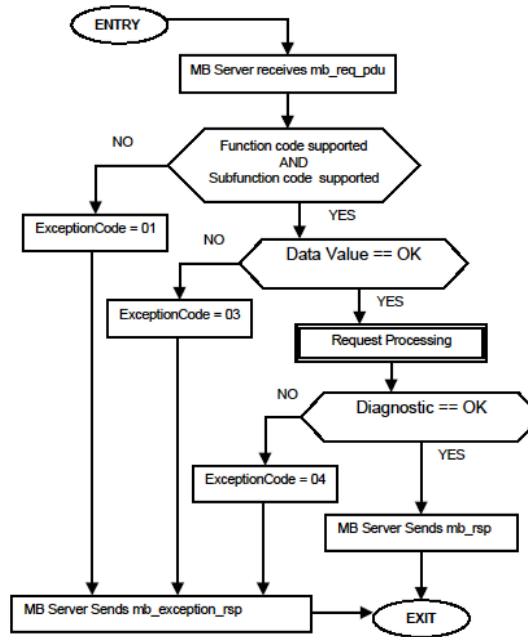 ENTRY
MB Server receives mb_req_pdu
NO
Function code supported
AND
Subfunction code supported
YES
ExceptionCode = 01
NO
Data Value == OK
YES
ExceptionCode = 03
Request Processing
NO
Diagnostic == OK
YES
ExceptionCode = 04
MB Server Sends mb_rsp
MB Server Sends mb_exception_rsp
EXIT